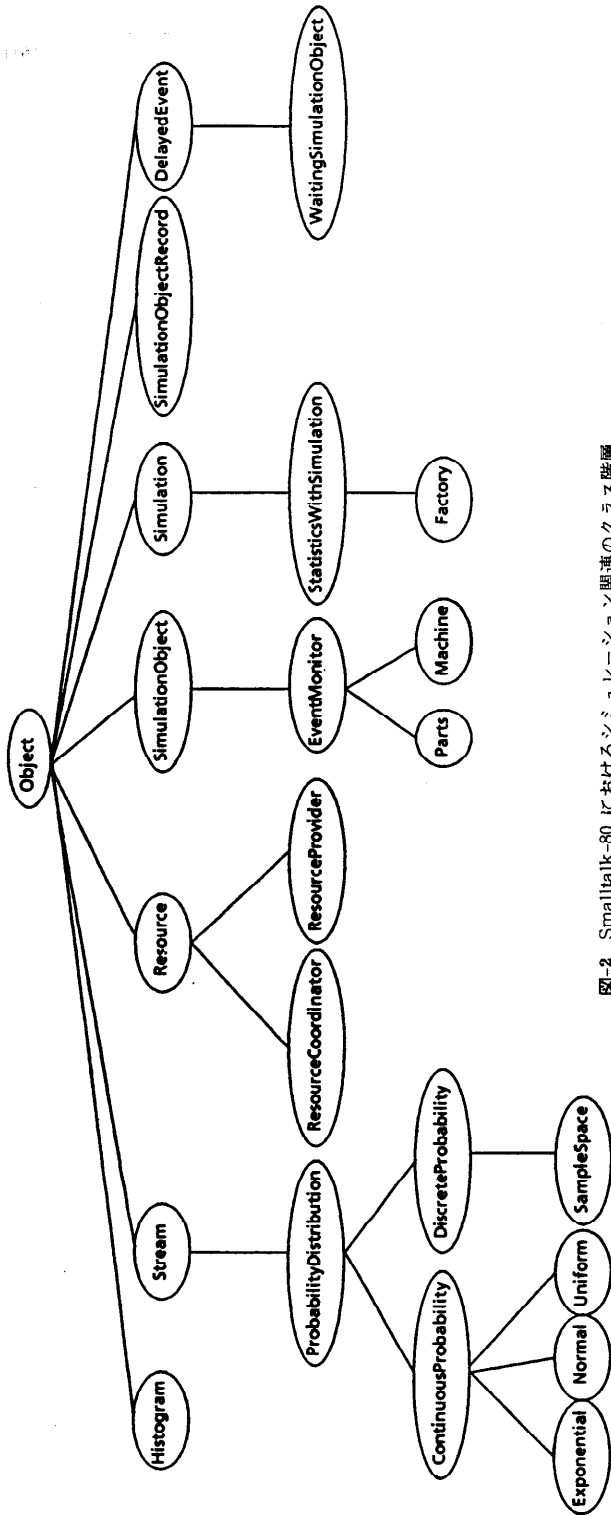 Object
Histogram
Stream
Resource
SimulationObject
Simulation
SimulationObjectRecord
DelayedEvent
ProbabilityDistribution
ResourceCoordinator
ResourceProvider
EventMonitor
StatisticsWithSimulation
WaitingSimulationObject
ContinuousProbability
DiscreteProbability
Parts
Machine
Factory
Exponential
Normal
Uniform
SampleSpace
図-2 Smalltalk-80 におけるシミュレーション関連のクラス階層